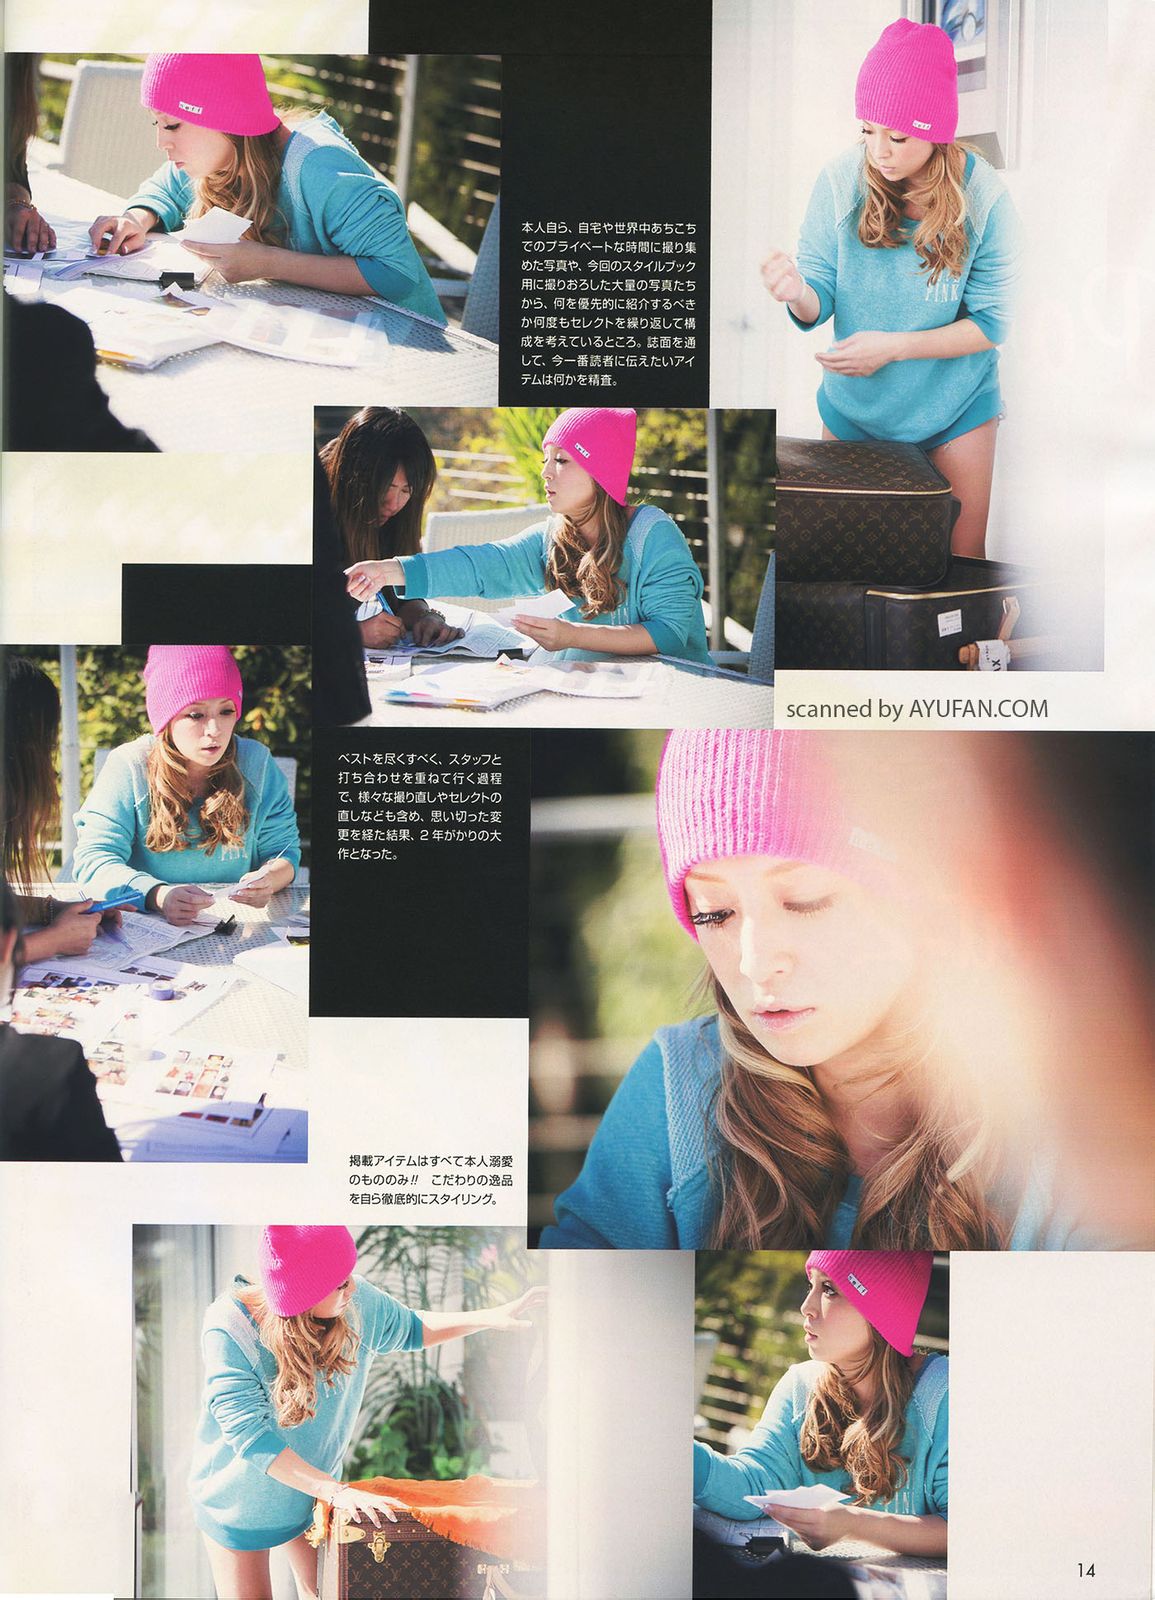 本人自ら、自宅や世界中あちこち
でのプライベートな時間に撮り集
めた写真や、今回のスタイルブック
用に撮りおろした大量の写真たち
から、何を優先的に紹介するべき
か何度もセレクトを繰り返して構
成を考えているところ。誌面を通
して、今一番読者に伝えたいアイ
テムは何かを精査。
PINK
scanned by AYUFAN.COM
ベストを尽くすべく、スタッフと
打ち合わせを重ねて行く過程
で、様々な撮り直しやセレクトの
直しなども含め、思い切った変
更を経た結果、2年がかりの大
作となった。
掲載アイテムはすべて本人溺愛
のもののみ!! こだわりの逸品
を自ら徹底的にスタイリング。
14